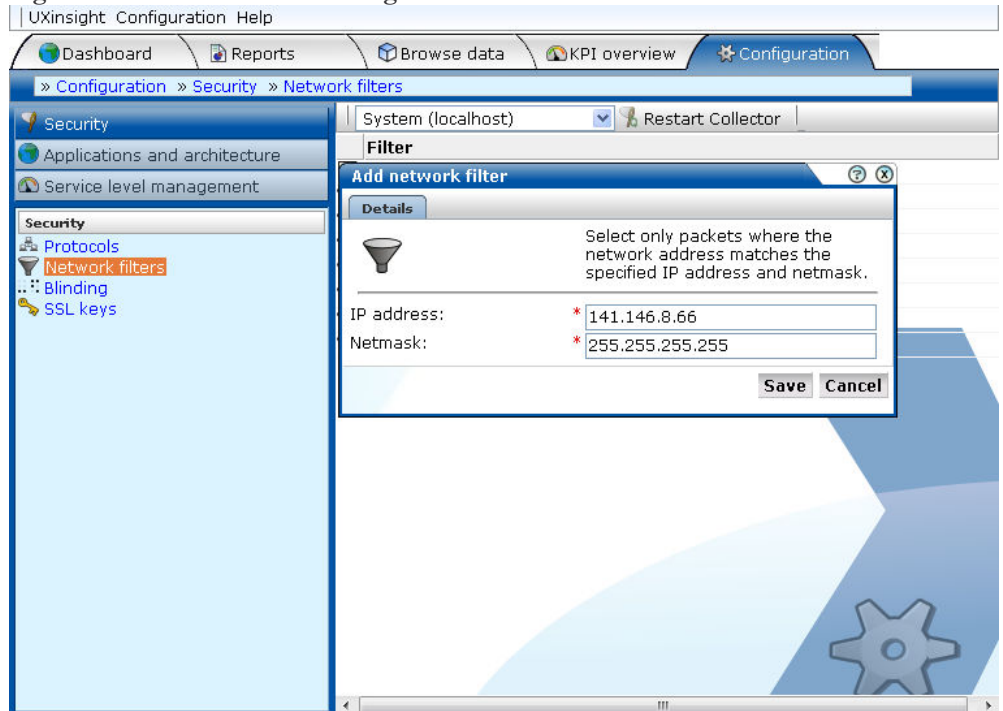 UXinsight Configuration Help
Dashboard Reports Browse data KPI overview Configuration
» Configuration » Security » Network filters
Security
Applications and architecture
Service level management
Security
Protocols
Network filters
Blinding
SSL keys
System (localhost) Restart Collector
Filter
Add network filter
Details
Select only packets where the
network address matches the
specified IP address and netmask.
IP address: * 141.146.8.66
Netmask: * 255.255.255.255
Save Cancel